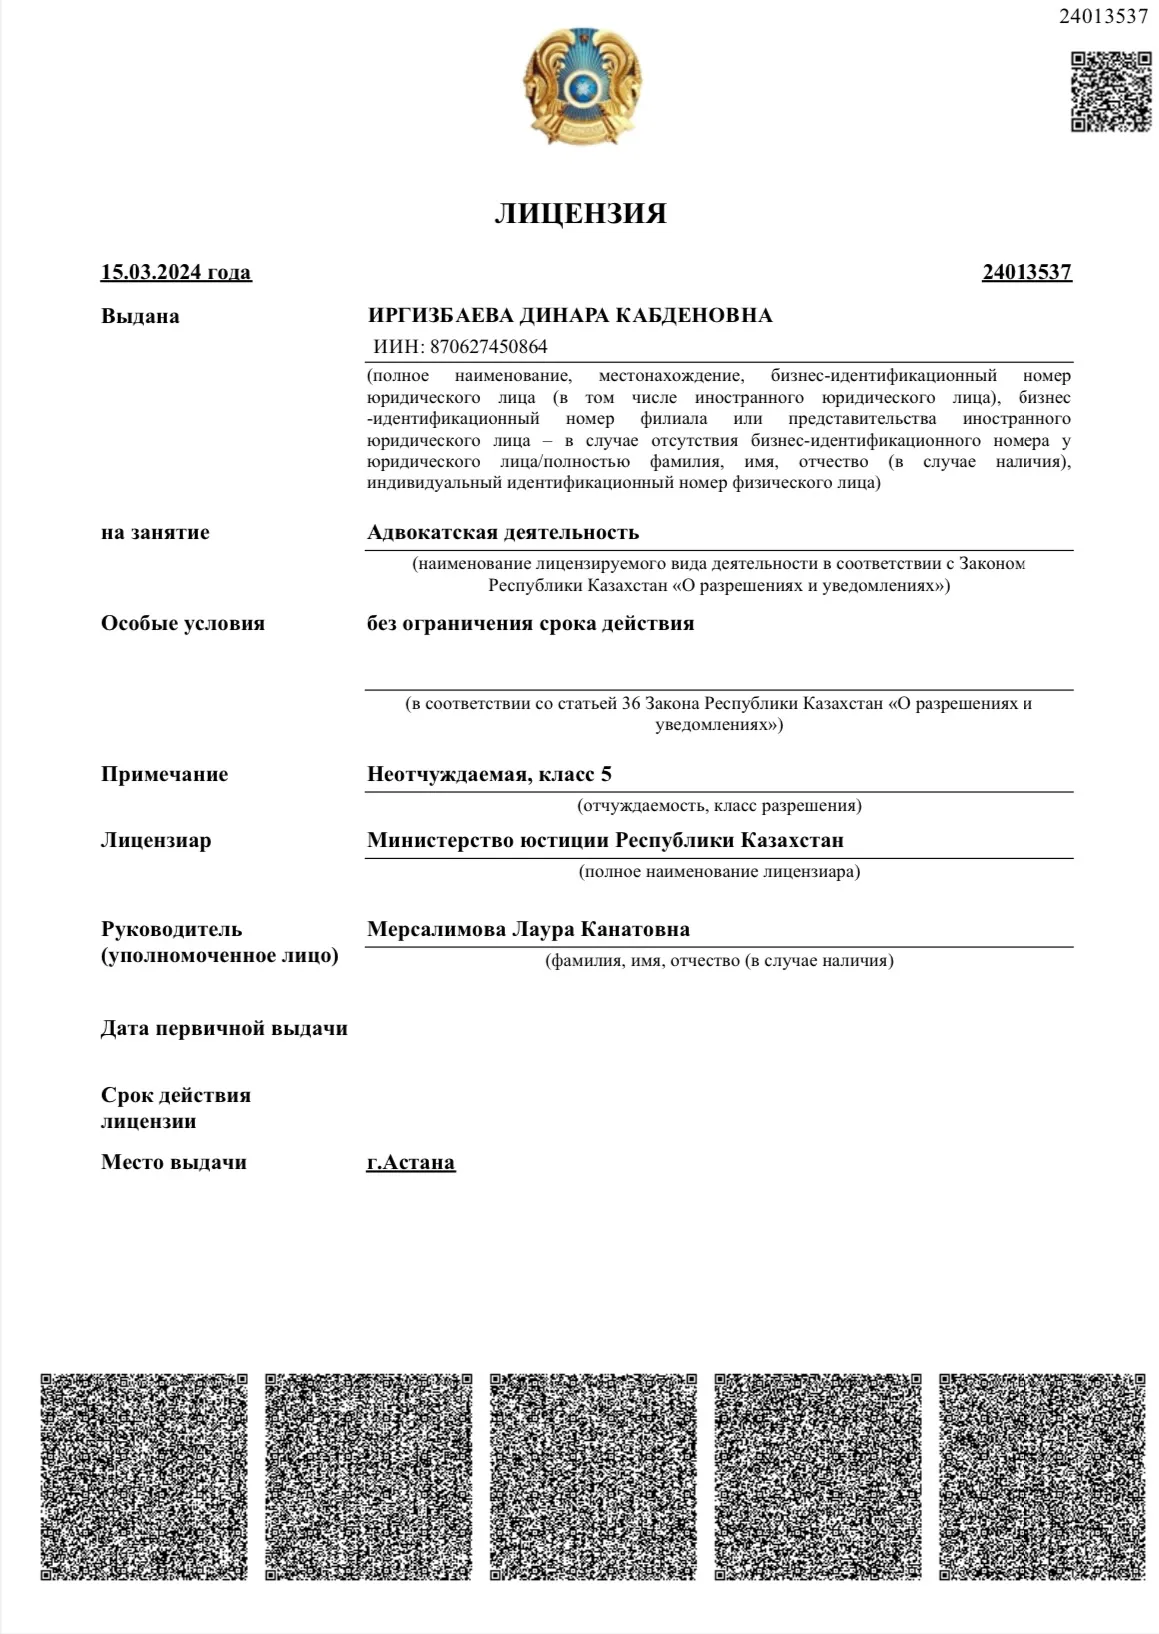 24013537
ЛИЦЕНЗИЯ
15.03.2024 года
24013537
Выдана
ИРГИЗБАЕВА ДИНАРА КАБДЕНОВНА
ИИН: 870627450864
(полное наименование, местонахождение, бизнес-идентификационный номер
юридического лица (в том числе иностранного юридического лица), бизнес
-идентификационный номер филиала или представительства иностранного
юридического лица – в случае отсутствия бизнес-идентификационного номера у
юридического лица/полностью фамилия, имя, отчество (в случае наличия),
индивидуальный идентификационный номер физического лица)
на занятие
Адвокатская деятельность
(наименование лицензируемого вида деятельности в соответствии с Законом
Республики Казахстан «О разрешениях и уведомлениях»)
Особые условия
без ограничения срока действия
(в соответствии со статьей 36 Закона Республики Казахстан «О разрешениях и
уведомлениях»)
Примечание
Неотчуждаемая, класс 5
(отчуждаемость, класс разрешения)
Лицензиар
Министерство юстиции Республики Казахстан
(полное наименование лицензиара)
Руководитель
(уполномоченное лицо)
Мерсалимова Лаура Канатовна
(фамилия, имя, отчество (в случае наличия)
Дата первичной выдачи
Срок действия
лицензии
Место выдачи
г.Астана